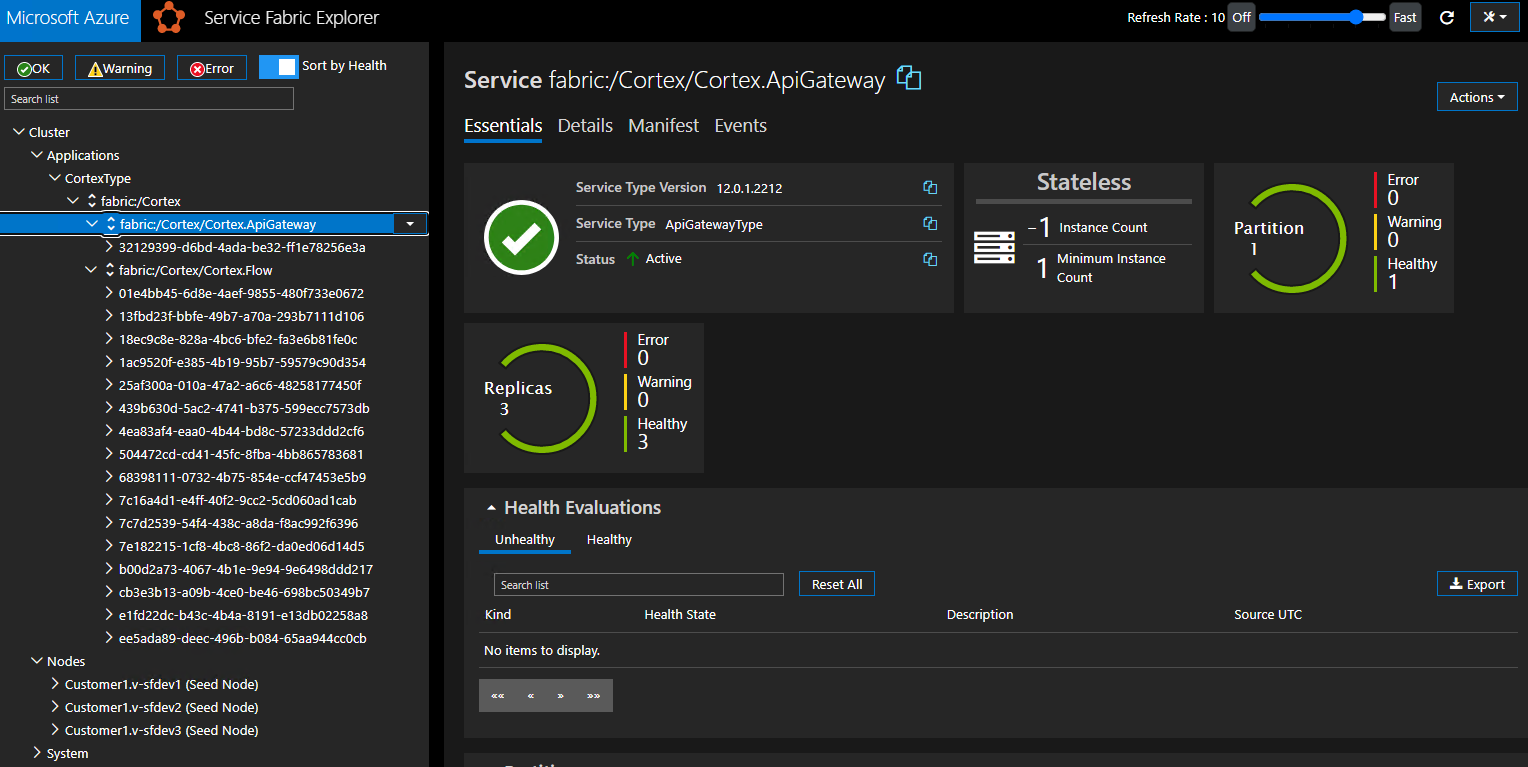 Microsoft Azure
Service Fabric Explorer
Refresh Rate : 10 Off Fast
OK Warning Error Sort by Health
Search list
Cluster
Applications
CortexType
fabric:/Cortex
fabric:/Cortex/Cortex.ApiGateway
32129399-d6bd-4ada-be32-ff1e78256e3a
fabric:/Cortex/Cortex.Flow
01e4bb45-6d8e-4aef-9855-480f733e0672
13fbd23f-bbfe-49b7-a70a-293b7111d106
18ec9c8e-828a-4bc6-bfe2-fa3e6b81fe0c
1ac9520f-e385-4b19-95b7-59579c90d354
25af300a-010a-47a2-a6c6-48258177450f
439b630d-5ac2-4741-b375-599ecc7573db
4ea83af4-eaa0-4b44-bd8c-57233ddd2cf6
504472cd-cd41-45fc-8fba-4bb865783681
68398111-0732-4b75-854e-ccf47453e5b9
7c16a4d1-e4ff-40f2-9cc2-5cd060ad1cab
7c7d2539-54f4-438c-a8da-f8ac992f6396
7e182215-1cf8-4bc8-86f2-da0ed06d14d5
b00d2a73-4067-4b1e-9e94-9e6498ddd217
cb3e3b13-a09b-4ce0-be46-698bc50349b7
e1fd22dc-b43c-4b4a-8191-e13db02258a8
ee5ada89-deec-496b-b084-65aa944cc0cb
Nodes
Customer1.v-sfdev1 (Seed Node)
Customer1.v-sfdev2 (Seed Node)
Customer1.v-sfdev3 (Seed Node)
System
Service fabric:/Cortex/Cortex.ApiGateway
Actions
Essentials Details Manifest Events
Service Type Version 12.0.1.2212
Service Type ApiGatewayType
Status Active
Stateless
-1 Instance Count
1 Minimum Instance
Count
Partition
1
Error
0
Warning
0
Healthy
1
Replicas
3
Error
0
Warning
0
Healthy
3
Health Evaluations
Unhealthy Healthy
Search list Reset All Export
Kind Health State Description Source UTC
No items to display.
«« « » »»